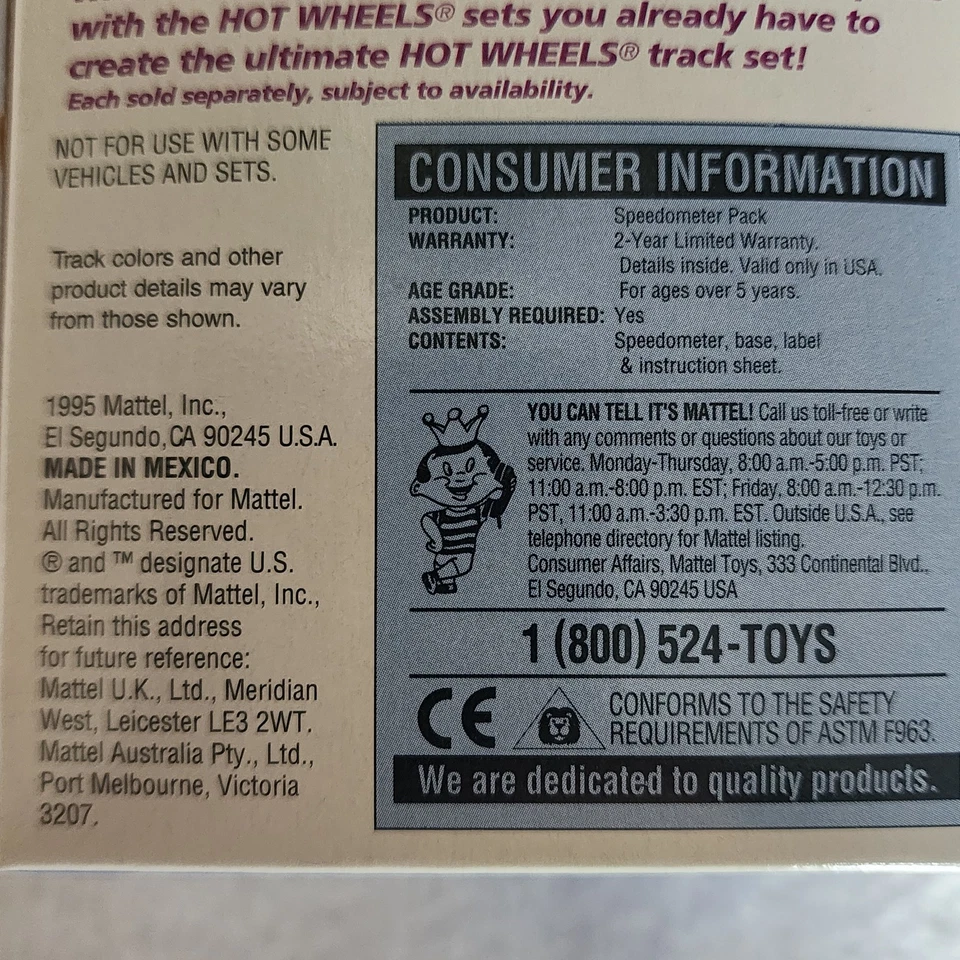 with the HOT WHEELS® sets you already have to
create the ultimate HOT WHEELS® track set!
Each sold separately, subject to availability.
NOT FOR USE WITH SOME
VEHICLES AND SETS.
Track colors and other
product details may vary
from those shown.
1995 Mattel, Inc.,
El Segundo,CA 90245 U.S.A.
MADE IN MEXICO.
Manufactured for Mattel.
All Rights Reserved.
® and ™ designate U.S.
trademarks of Mattel, Inc.,
Retain this address
for future reference:
Mattel U.K., Ltd., Meridian
West, Leicester LE3 2WT.
Mattel Australia Pty., Ltd.,
Port Melbourne, Victoria
3207.
CONSUMER INFORMATION
PRODUCT: Speedometer Pack
WARRANTY: 2-Year Limited Warranty.
Details inside. Valid only in USA.
AGE GRADE: For ages over 5 years.
ASSEMBLY REQUIRED: Yes
CONTENTS: Speedometer, base, label
& instruction sheet.
YOU CAN TELL IT'S MATTEL! Call us toll-free or write
with any comments or questions about our toys or
service. Monday-Thursday, 8:00 a.m.-5:00 p.m. PST;
11:00 a.m.-8:00 p.m. EST; Friday, 8:00 a.m.-12:30 p.m.
PST, 11:00 a.m.-3:30 p.m. EST. Outside U.S.A., see
telephone directory for Mattel listing.
Consumer Affairs, Mattel Toys, 333 Continental Blvd.,
El Segundo, CA 90245 USA
1 (800) 524-TOYS
CE
CONFORMS TO THE SAFETY
REQUIREMENTS OF ASTM F963.
We are dedicated to quality products.